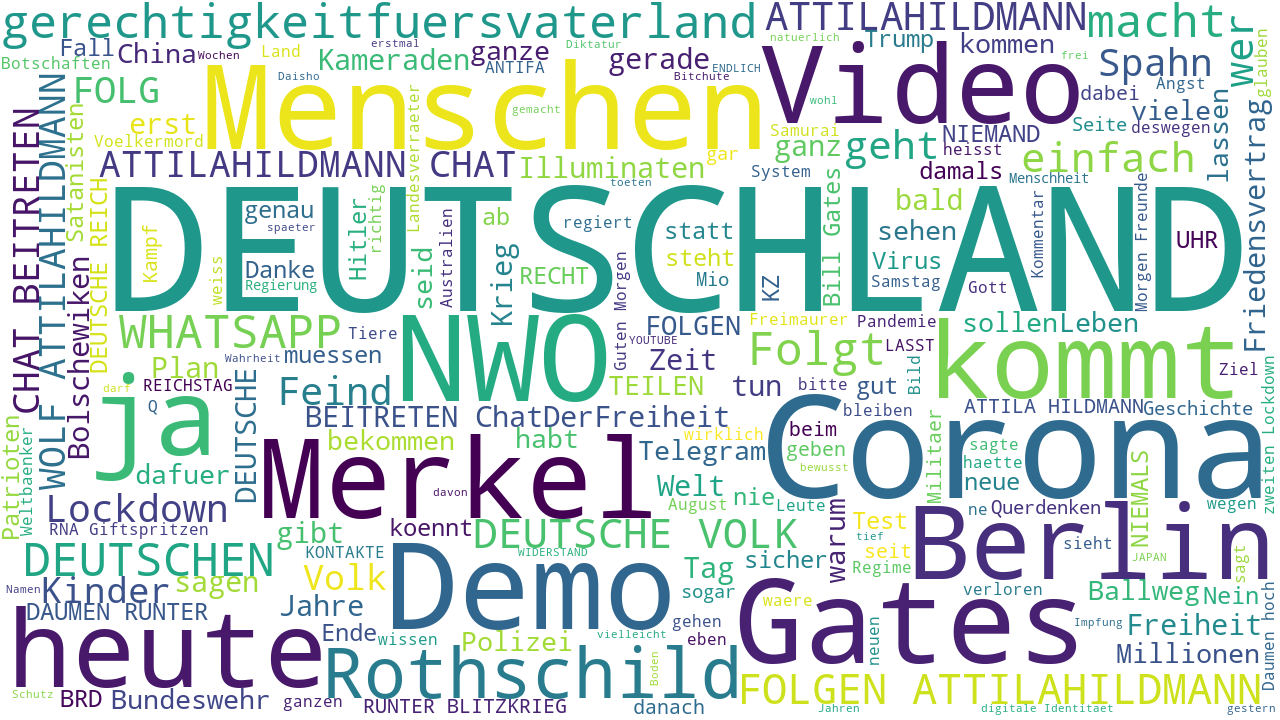 gerechtigkeitfuersvaterland
ATTILAHILDMANN
macht
wer
Fall
China
Wochen
Land
erstmal
Kameraden
ganze
ANTIFA
Diktatur
gerade
natuerlich
Trump
kommen
Spahn
frei
glauben
Botschaften
FOLG
Daisho
Menschen
gemacht
Bitchute
ENDLICH
Video
wohl
dabei
Angst
viele
deswegen
Seite
lassen
Friedensvertrag
CHAT BEITRETEN
WOLF ATTILAHILDMANN
Satanisten
erst
Voelkermord
Landesverraeter
Samurai
ganz
geht
NIEMAND
heisst
einfach
ATTILAHILDMANN CHAT
Illuminaten
gar
System
damals
Menschheit
toeten
DEUTSCHE REICH
DEUTSCHLAND
Kampf
genau
spaeter
Hitler
richtig
ab
regiert
statt
Bill Gates
bald
sehen
Kommentar
Morgen Freunde
UHR
weiss
Danke
Regierung
seid
Australien
Krieg
RECHT
steht
Mio
KZ
Virus
Samstag
Gott
Bolschewiken
WHATSAPP
Tiere
NWO
Guten Morgen
FOLGEN
Freimaurer
Pandemie
sollen
Leben
Plan
Wahrheit
muessen
YOUTUBE
Zeit
Folgt
LASST
kommt
Ziel
ja
darf
REICHSTAG
Q
Feind
TEILEN
tun
bitte
gut
Bild
DEUTSCHE
BEITRETEN ChatDerFreiheit
bleiben
ATTILA HILDMANN
Geschichte
zweiten Lockdown
Patrioten
Weltbaenker
dafuer
Merkel
bekommen
habt
Telegram
wirklich
beim
geben
bewusst
Corona
Militaer
sagte
haette
neue
NIEMALS
davon
Welt
nie
August
Leute
ne
Querdenken
wegen
Lockdown
RNA Giftspritzen
gibt
koennt
DEUTSCHE VOLK
warum
Test
tief
seit
Regime
Berlin
sieht
JAPAN
sagt
DEUTSCHEN
KONTAKTE
WIDERSTAND
sicher
Namen
Kinder
sagen
Volk
Demo
Tag
sogar
waere
Gates
verloren
Ballweg
Nein
Daumen hoch
DAUMEN RUNTER
Jahre
gehen
Impfung
Freiheit
heute
Ende
wissen
Polizei
vielleicht
eben
neuen
Millionen
Schutz
BRD
Bundeswehr
ganzen
Rothschild
RUNTER BLITZKRIEG
Boden
danach
FOLGEN ATTILAHILDMANN
Jahren
digitale Identitaet
gestern